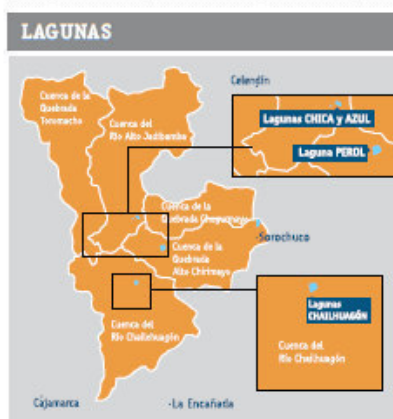 LAGUNAS
Celendín
Cuenca de la
Quebrada
Toromacho
Cuenca del
Río Alto Jadibamba
Lagunas CHICA y AZUL
Laguna PEROL
Cuenca de la
Quebrada Chugurmayo
-Sorochuco
Cuenca de la
Quebrada
Alto Chirimayo
Lagunas
CHAILHUAGÓN
Cuenca del
Río Chailhuagón
Cuenca del
Río Chailhuagón
Cajamarca
-La Encañada